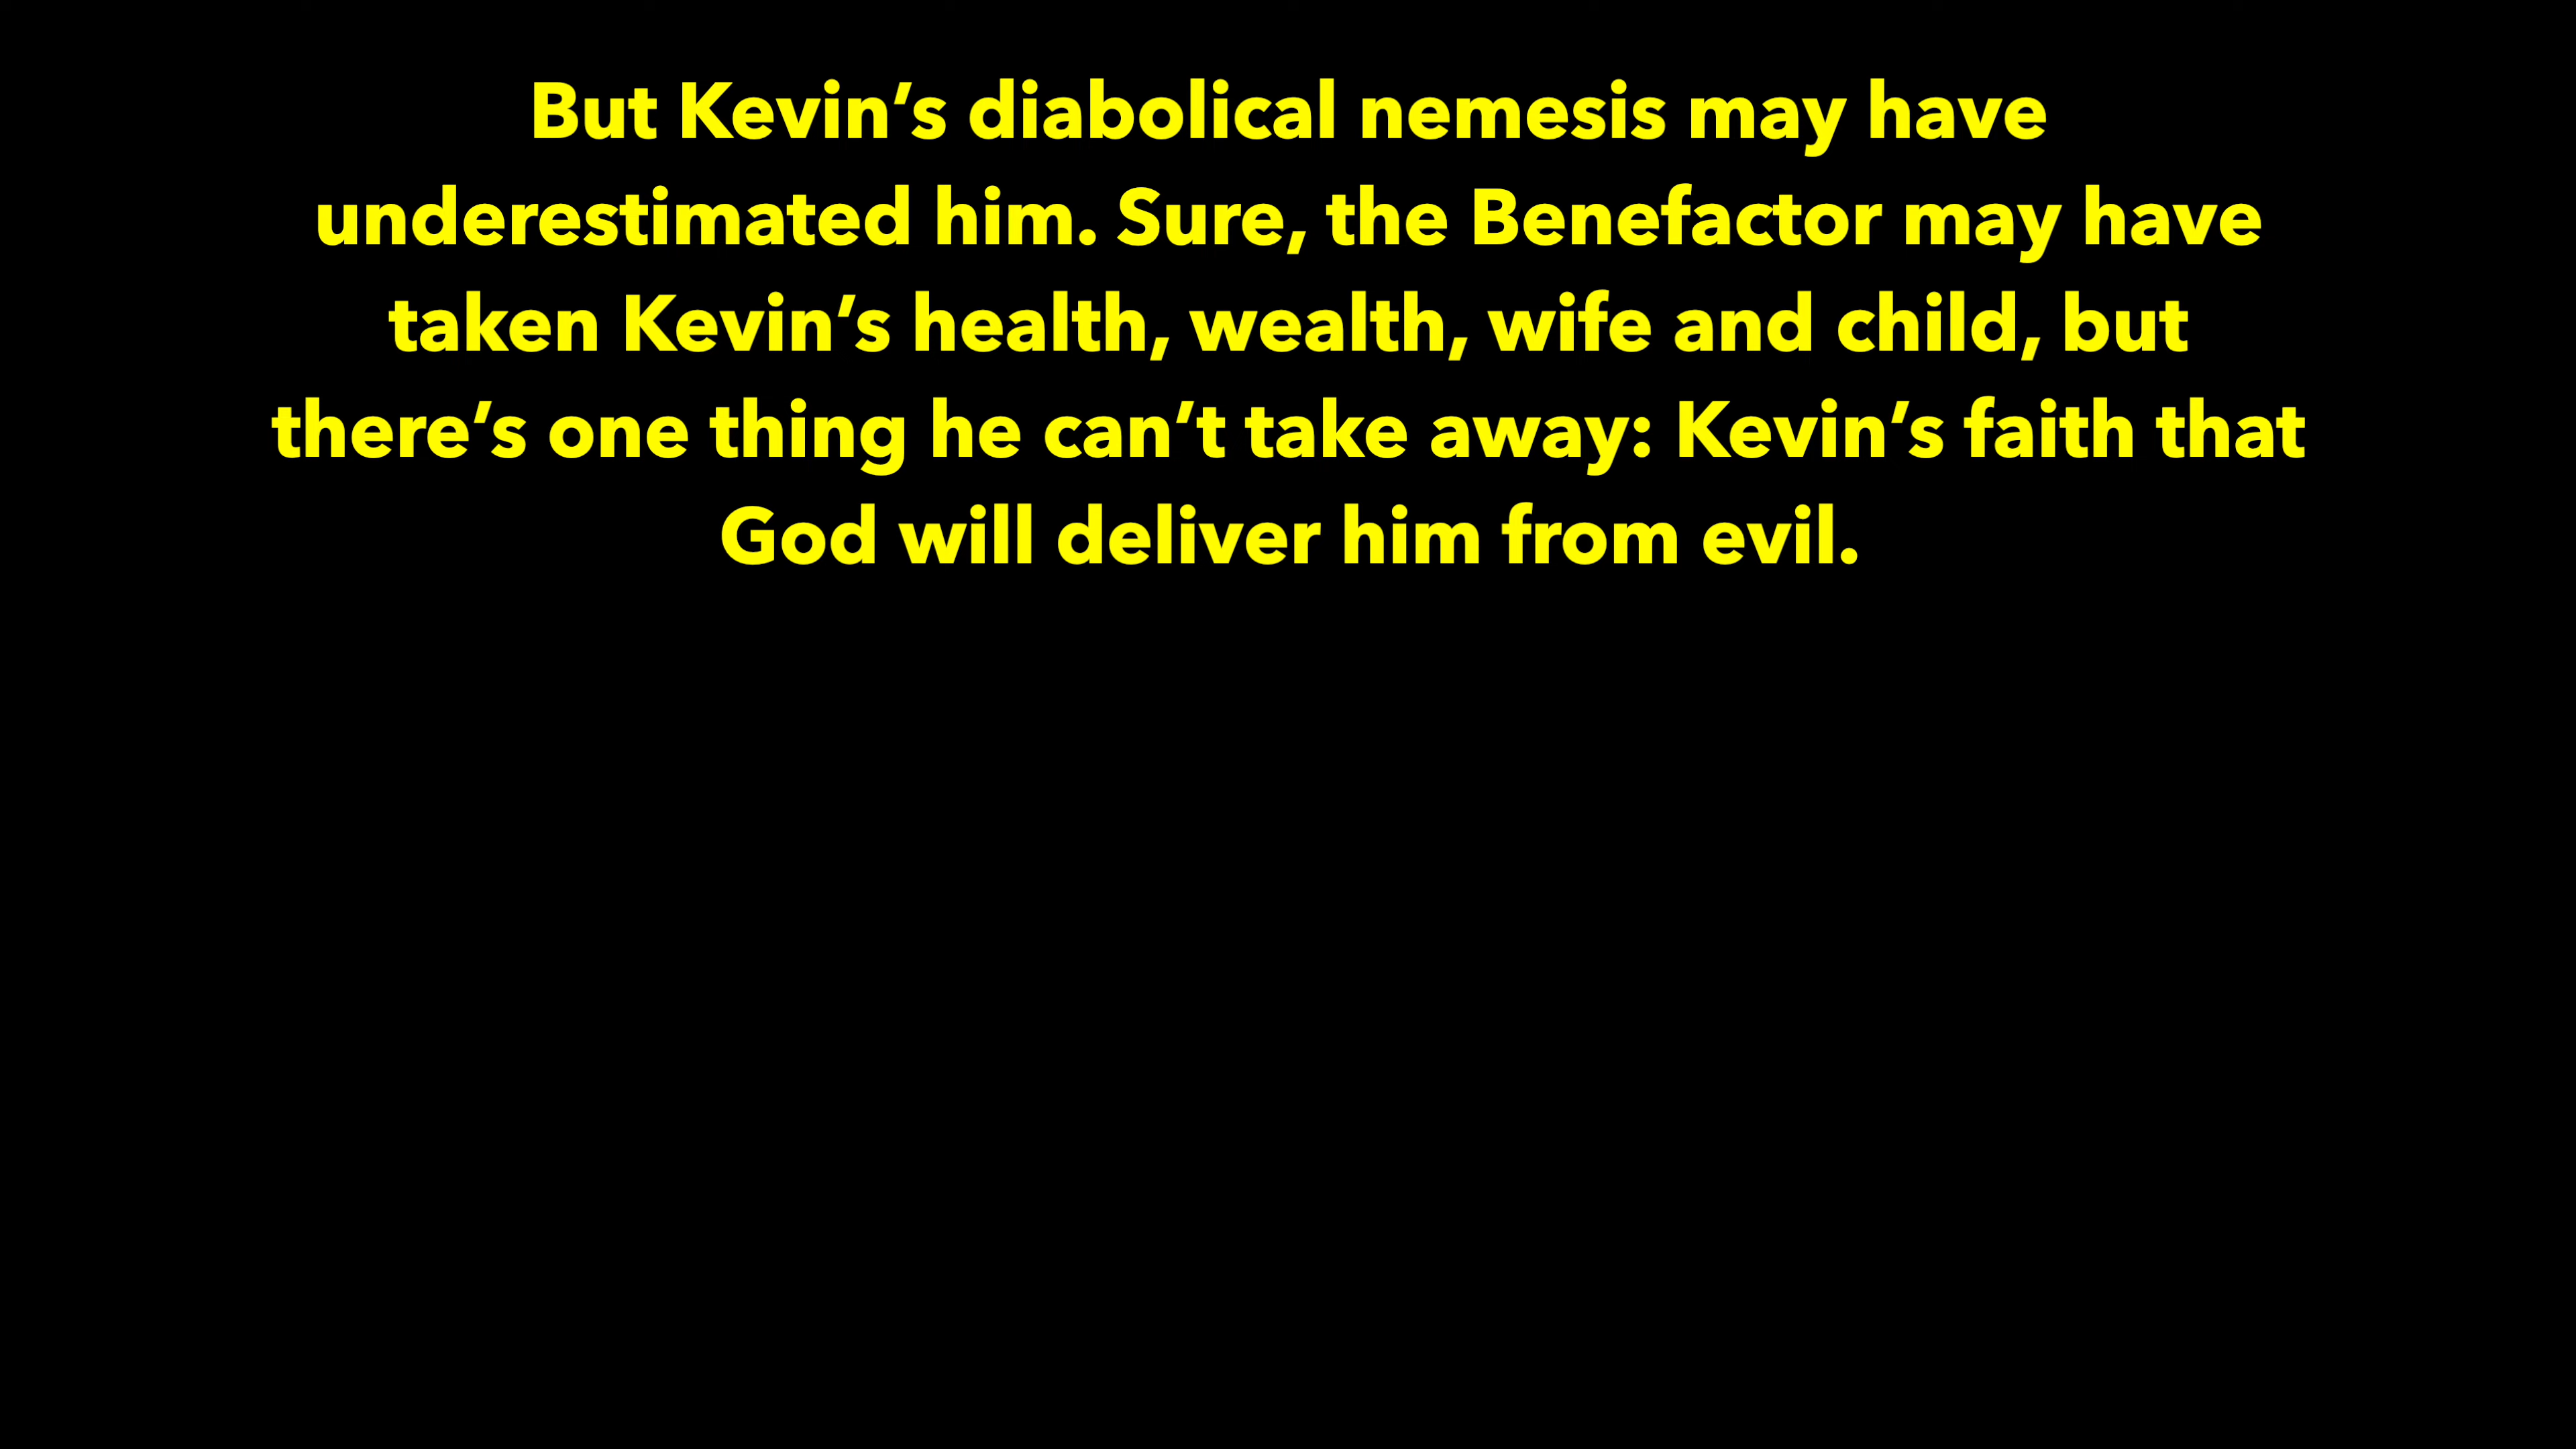 But Kevin’s diabolical nemesis may have
underestimated him. Sure, the Benefactor may have
taken Kevin’s health, wealth, wife and child, but
there’s one thing he can’t take away: Kevin’s faith that
God will deliver him from evil.